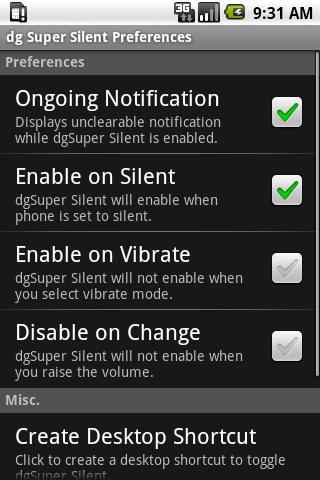 3G
9:31 AM
dg Super Silent Preferences
Preferences
Ongoing Notification
Displays unclearable notification
while dgSuper Silent is enabled.
Enable on Silent
dgSuper Silent will enable when
phone is set to silent.
Enable on Vibrate
dgSuper Silent will not enable when
you select vibrate mode.
Disable on Change
dgSuper Silent will not enable when
you raise the volume.
Misc.
Create Desktop Shortcut
Click to create a desktop shortcut to toggle
dgSuper Silent